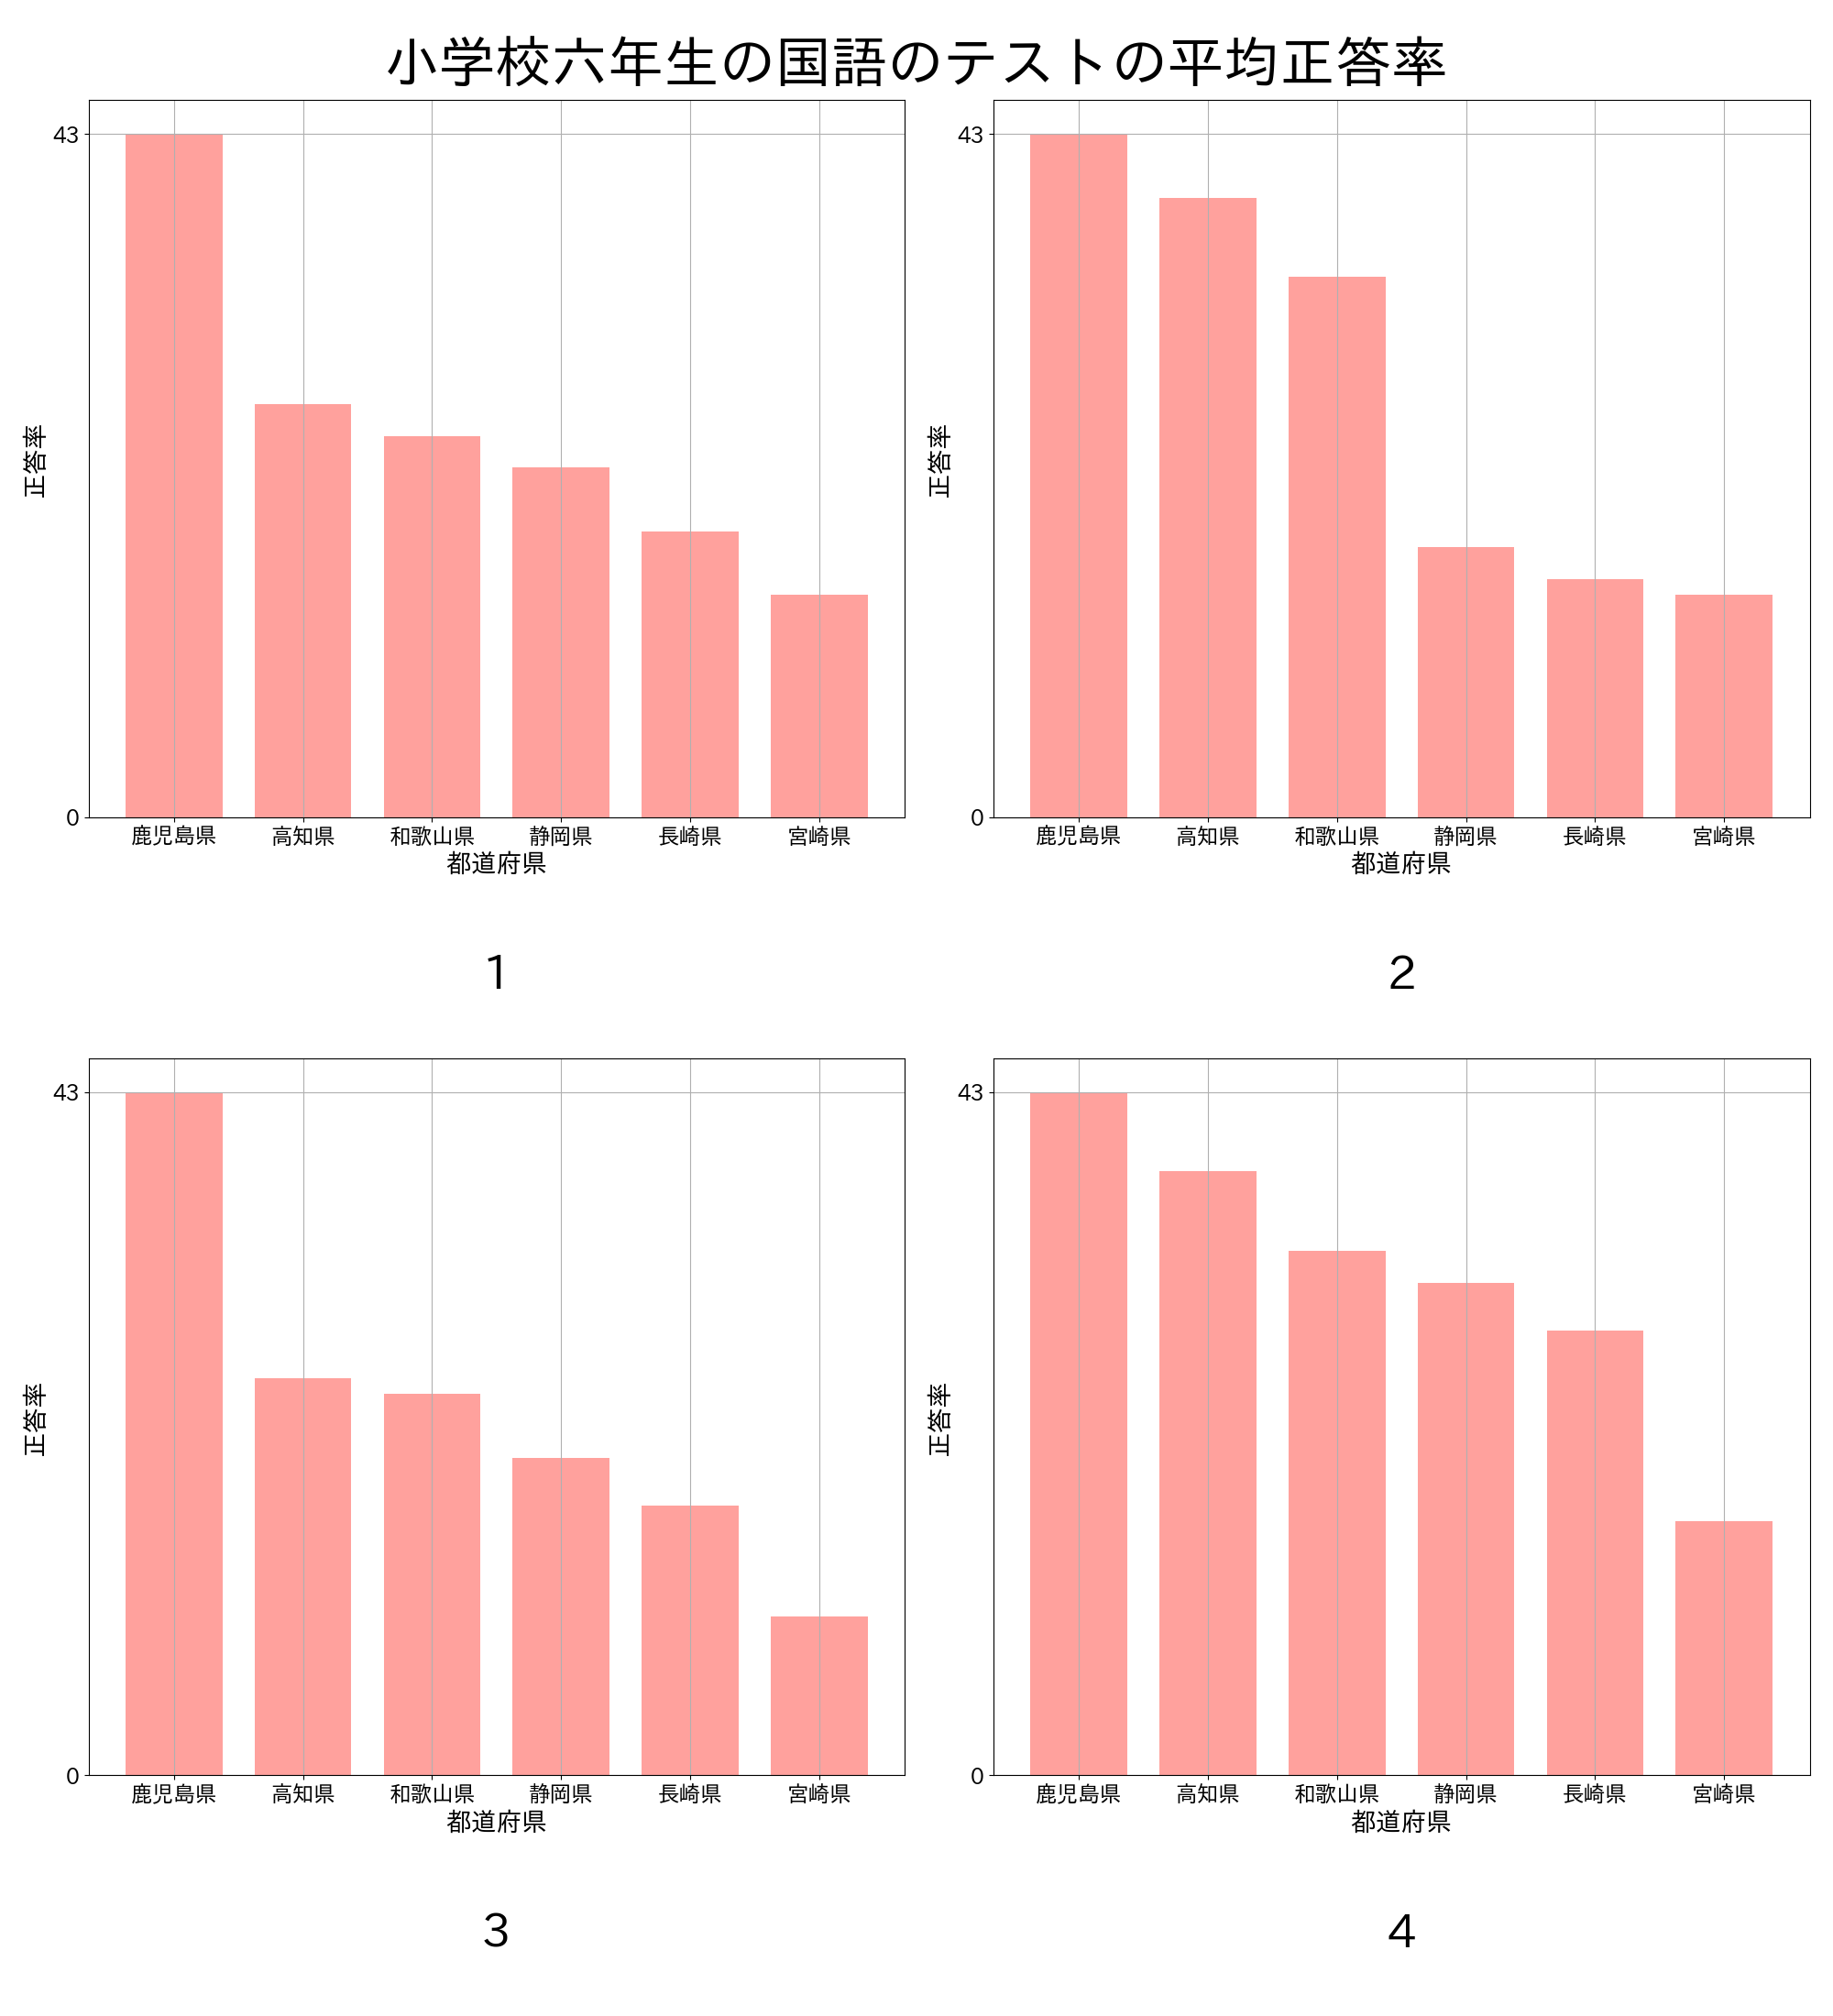 小学校六年生の国語のテストの平均正答率
43
0
正答率
鹿児島県 高知県 和歌山県 静岡県 長崎県 宮崎県
都道府県
1
43
0
正答率
鹿児島県 高知県 和歌山県 静岡県 長崎県 宮崎県
都道府県
2
43
0
正答率
鹿児島県 高知県 和歌山県 静岡県 長崎県 宮崎県
都道府県
3
43
0
正答率
鹿児島県 高知県 和歌山県 静岡県 長崎県 宮崎県
都道府県
4